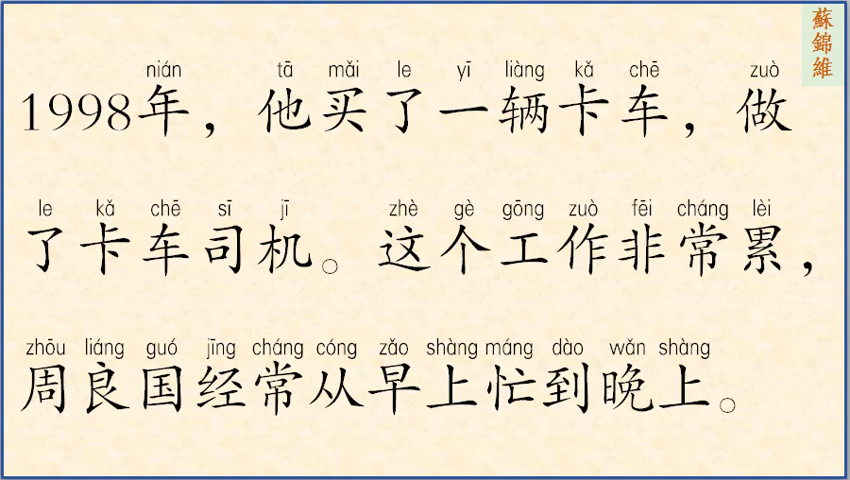 nián tā mǎi le yī liàng kǎ chē zuò
1998年，他买了一辆卡车，做
le kǎ chē sī jī zhè gè gōng zuò fēi cháng lèi
了卡车司机。这个工作非常累，
zhōu liáng guó jīng cháng cóng zǎo shàng máng dào wǎn shàng
周良国经常从早上忙到晚上。
蘇錦維